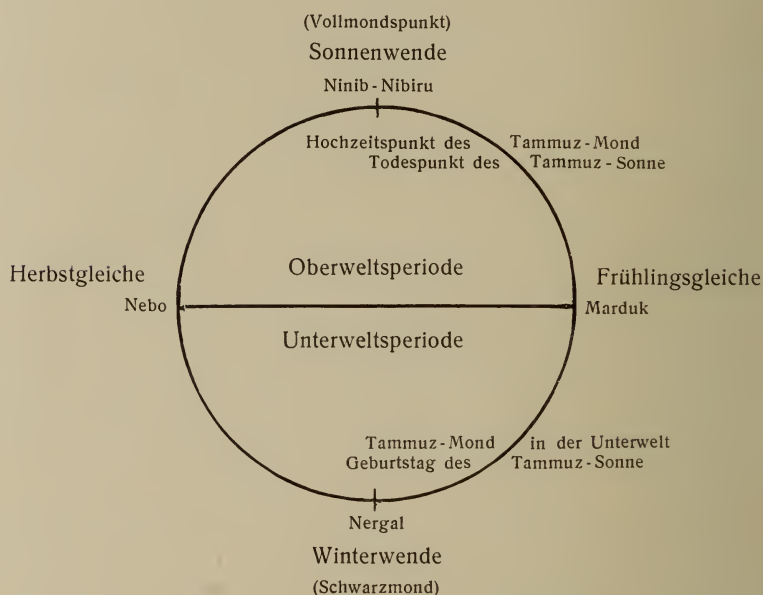 (Vollmondspunkt)
Sonnenwende
Ninib - Nibiru
Hochzeitspunkt des Tammuz - Mond
Todespunkt des Tammuz - Sonne
Herbstgleiche
Oberweltsperiode
Frühlingsgleiche
Nebo
Marduk
Unterweltsperiode
Tammuz - Mond in der Unterwelt
Geburtstag des Tammuz - Sonne
Nergal
Winterwende
(Schwarzmond)